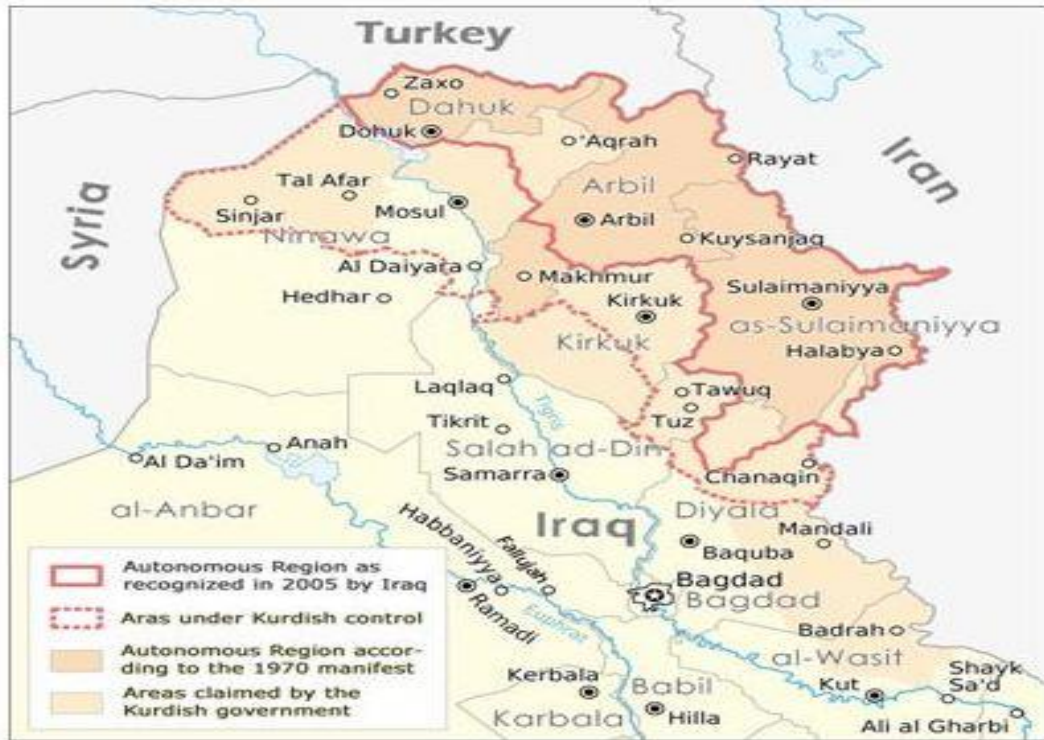 Turkey
Zaxo
Dahuk
Dohuk
'Aqrah
Rayat
Iran
Syria
Arbil
Tal Afar
Sinjar
Mosul
Arbil
Ninawa
Kuysanjaq
Al Daiyara
Makhmur
Hedhar
Kirkuk
Sulaimaniyya
as-Sulaimaniyya
Kirkuk
Halabya
Laqlaq
Tigris
Tawuq
Tikrit
Tuz
Anah
Salah ad-Din
Al Da'im
Samarra
Chanaqin
al-Anbar
Diyala
Iraq
Mandali
Habbaniyya
Fallujah
Baquba
Autonomous Region as
recognized in 2005 by Iraq
Aras under Kurdish control
Autonomous Region accor-
ding to the 1970 manifest
Areas claimed by the
Kurdish government
Bagdad
Bagdad
Ramadi
Euphrat
Badrah
al-Wasit
Shayk
Sa'd
Kerbala
Babil
Kut
Karbala
Hilla
Ali al Gharbi